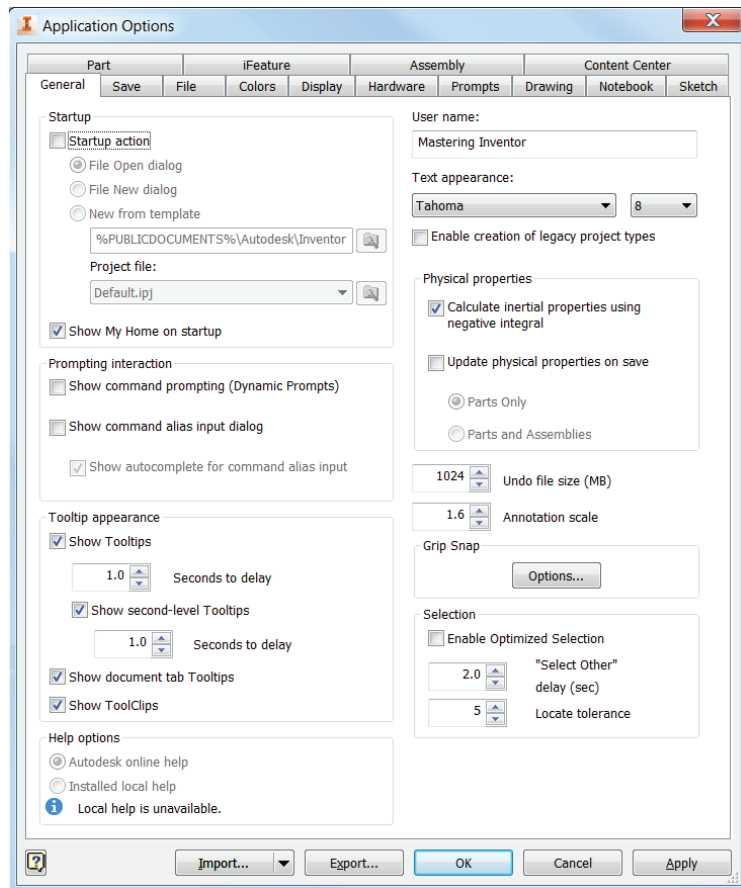 Application Options
Part iFeature Assembly Content Center
General Save File Colors Display Hardware Prompts Drawing Notebook Sketch
Startup
Startup action
File Open dialog
File New dialog
New from template
%PUBLICDOCUMENTS%\Autodesk\Inventor
Project file:
Default.ipj
Show My Home on startup
Prompting interaction
Show command prompting (Dynamic Prompts)
Show command alias input dialog
Show autocomplete for command alias input
Tooltip appearance
Show Tooltips
1.0 Seconds to delay
Show second-level Tooltips
1.0 Seconds to delay
Show document tab Tooltips
Show ToolClips
Help options
Autodesk online help
Installed local help
Local help is unavailable.
User name:
Mastering Inventor
Text appearance:
Tahoma 8
Enable creation of legacy project types
Physical properties
Calculate inertial properties using
negative integral
Update physical properties on save
Parts Only
Parts and Assemblies
1024 Undo file size (MB)
1.6 Annotation scale
Grip Snap
Options...
Selection
Enable Optimized Selection
2.0 "Select Other"
delay (sec)
5 Locate tolerance
Import... Export... OK Cancel Apply